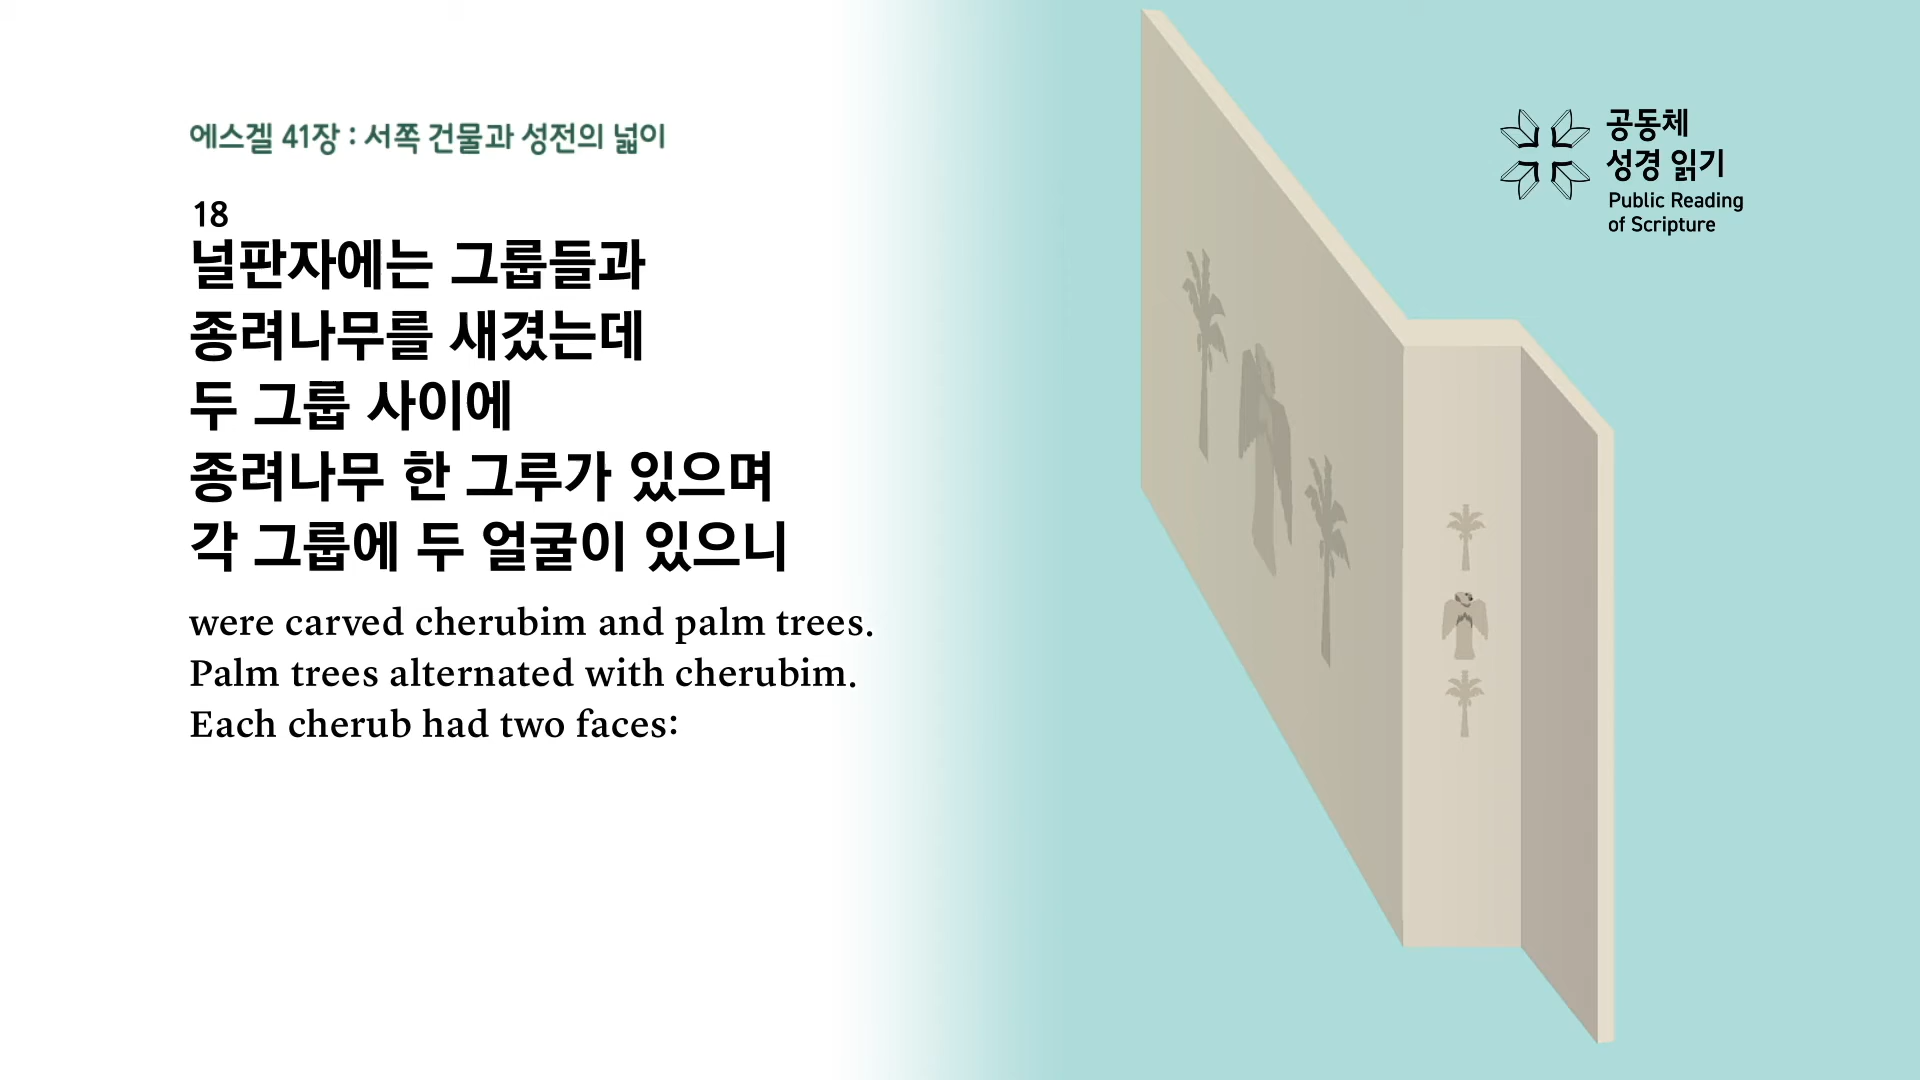 에스겔 41장 : 서쪽 건물과 성전의 넓이
18
널판자에는 그룹들과
종려나무를 새겼는데
두 그룹 사이에
종려나무 한 그루가 있으며
각 그룹에 두 얼굴이 있으니
were carved cherubim and palm trees.
Palm trees alternated with cherubim.
Each cherub had two faces:
공동체
성경 읽기
Public Reading
of Scripture